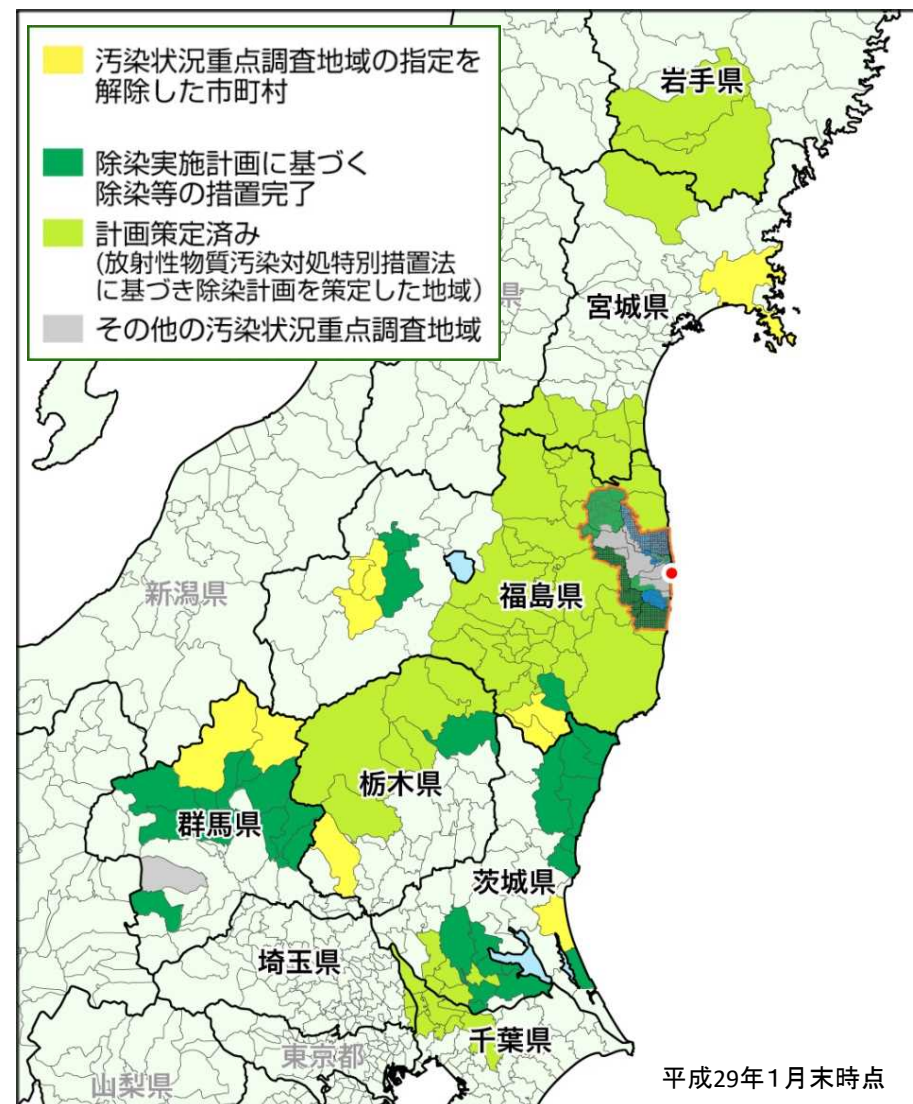 汚染状況重点調査地域の指定を
解除した市町村
除染実施計画に基づく
除染等の措置完了
計画策定済み
(放射性物質汚染対処特別措置法
に基づき除染計画を策定した地域)
その他の汚染状況重点調査地域
岩手県
県
宮城県
新潟県
福島県
栃木県
群馬県
茨城県
埼玉県
千葉県
東京都
山梨県
平成29年1月末時点